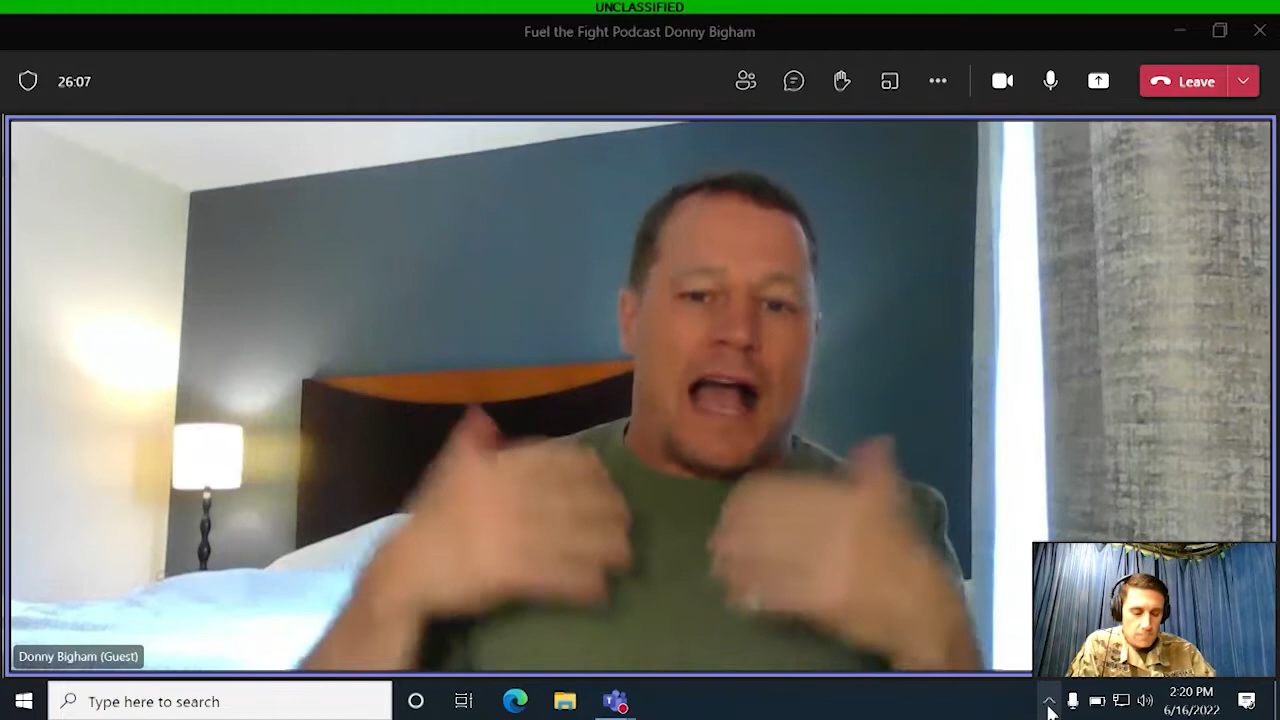 UNCLASSIFIED
Fuel the Fight Podcast Donny Bigham
26:07
Leave
Donny Bigham (Guest)
Type here to search
2:20 PM
6/16/2022